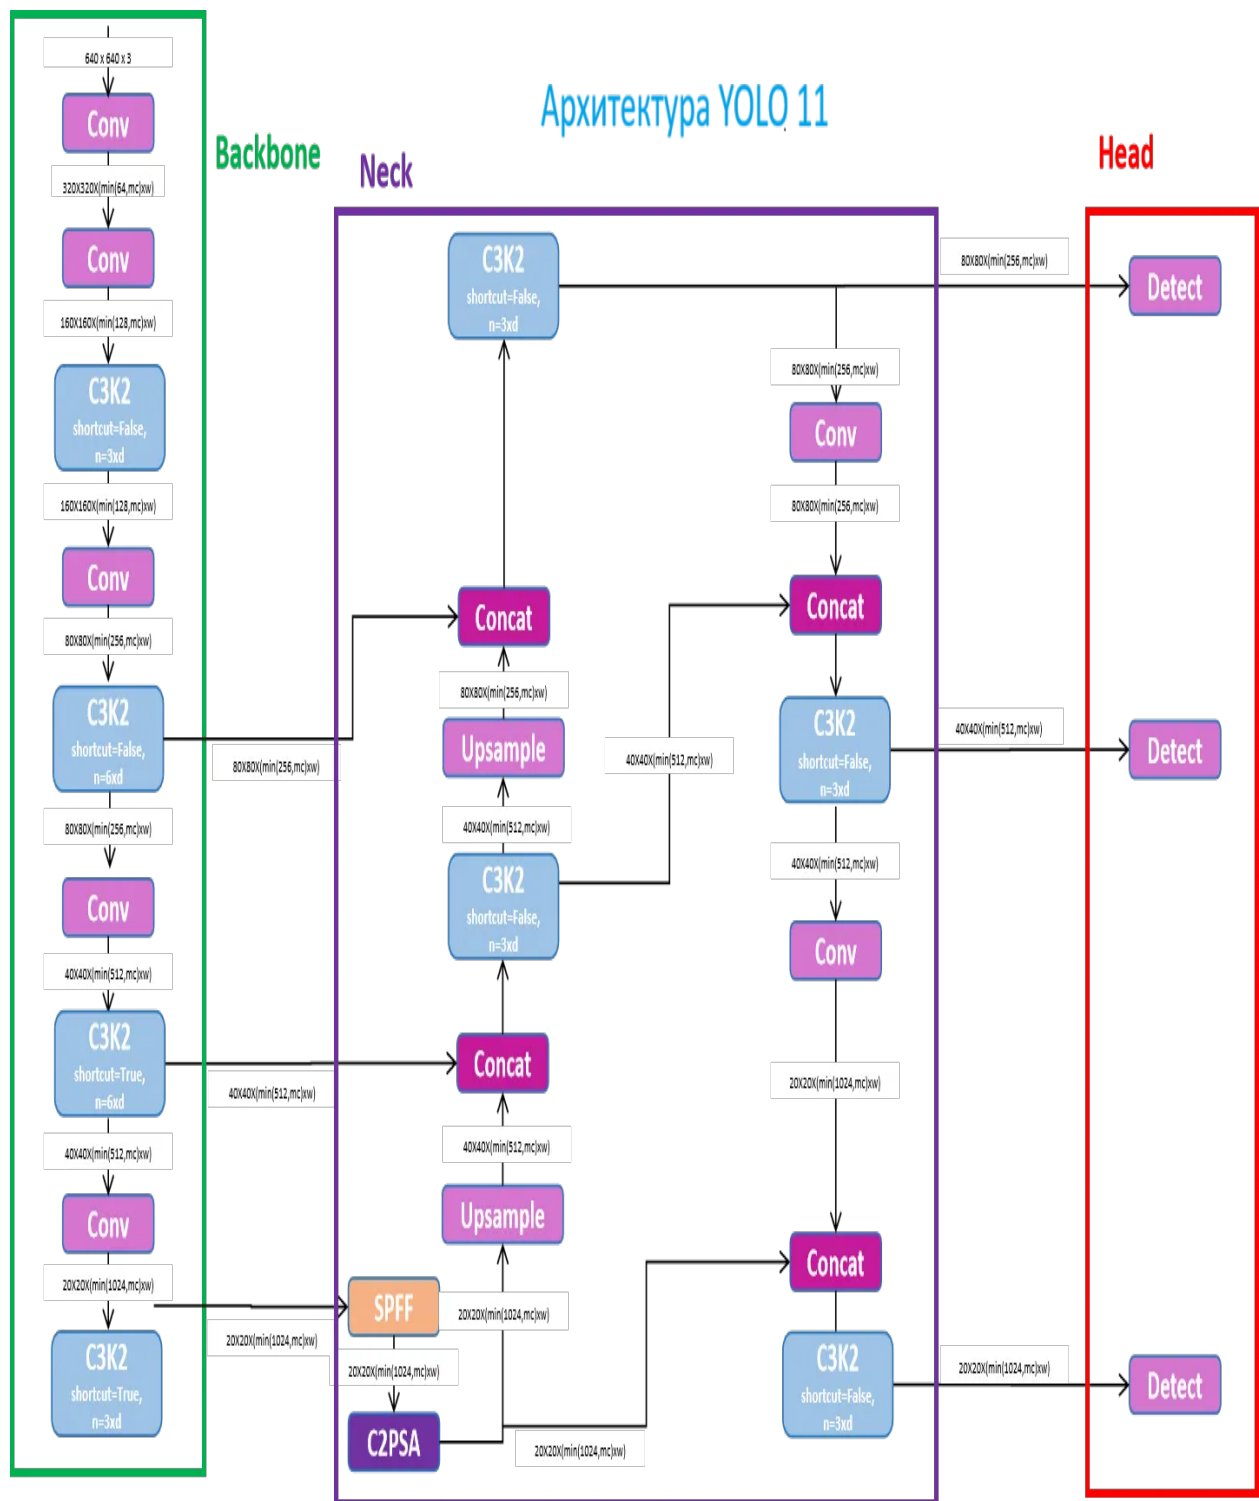 640 x 640 x 3
Conv
320X320X(min(64,mc)xw)
Conv
160X160X(min(128,mc)xw)
C3K2
shortcut=False,
n=3xd
160X160X(min(128,mc)xw)
Conv
80X80X(min(256,mc)xw)
C3K2
shortcut=False,
n=6xd
80X80X(min(256,mc)xw)
Conv
40X40X(min(512,mc)xw)
C3K2
shortcut=True,
n=6xd
40X40X(min(512,mc)xw)
Conv
20X20X(min(1024,mc)xw)
C3K2
shortcut=True,
n=3xd
Backbone
80X80X(min(256,mc)xw)
40X40X(min(512,mc)xw)
20X20X(min(1024,mc)xw)
Архитектура YOLO 11
Neck
C3K2
shortcut=False,
n=3xd
Concat
80X80X(min(256,mc)xw)
Upsample
40X40X(min(512,mc)xw)
C3K2
shortcut=False,
n=3xd
Concat
40X40X(min(512,mc)xw)
Upsample
20X20X(min(1024,mc)xw)
SPFF
20X20X(min(1024,mc)xw)
C2PSA
20X20X(min(1024,mc)xw)
40X40X(min(512,mc)xw)
80X80X(min(256,mc)xw)
Conv
80X80X(min(256,mc)xw)
Concat
C3K2
shortcut=False,
n=3xd
40X40X(min(512,mc)xw)
Conv
20X20X(min(1024,mc)xw)
Concat
C3K2
shortcut=False,
n=3xd
80X80X(min(256,mc)xw)
40X40X(min(512,mc)xw)
20X20X(min(1024,mc)xw)
Head
Detect
Detect
Detect